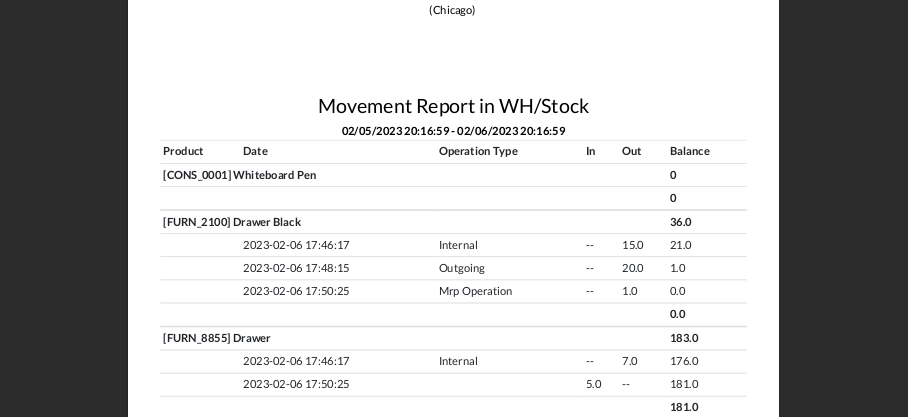 (Chicago)
Movement Report in WH/Stock
02/05/2023 20:16:59 - 02/06/2023 20:16:59
Product Date Operation Type In Out Balance
[CONS_0001] Whiteboard Pen 0
0
[FURN_2100] Drawer Black 36.0
2023-02-06 17:46:17 Internal -- 15.0 21.0
2023-02-06 17:48:15 Outgoing -- 20.0 1.0
2023-02-06 17:50:25 Mrp Operation -- 1.0 0.0
0.0
[FURN_8855] Drawer 183.0
2023-02-06 17:46:17 Internal -- 7.0 176.0
2023-02-06 17:50:25 5.0 -- 181.0
181.0